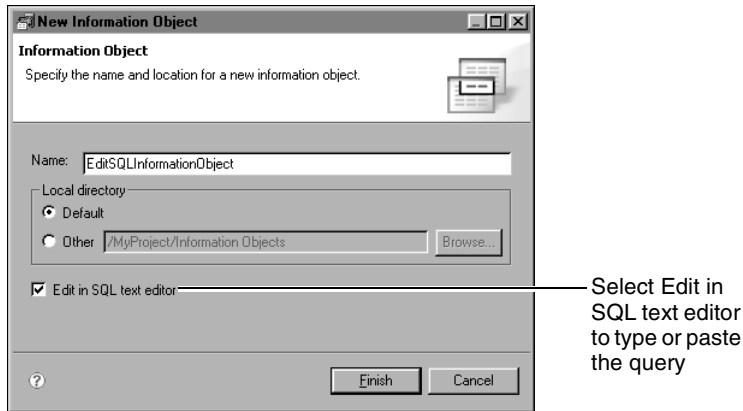 New Information Object
Information Object
Specify the name and location for a new information object.
Name: EditSQLInformationObject
Local directory
Default
Other /MyProject/Information Objects Browse...
Edit in SQL text editor
Select Edit in
SQL text editor
to type or paste
the query
? Finish Cancel